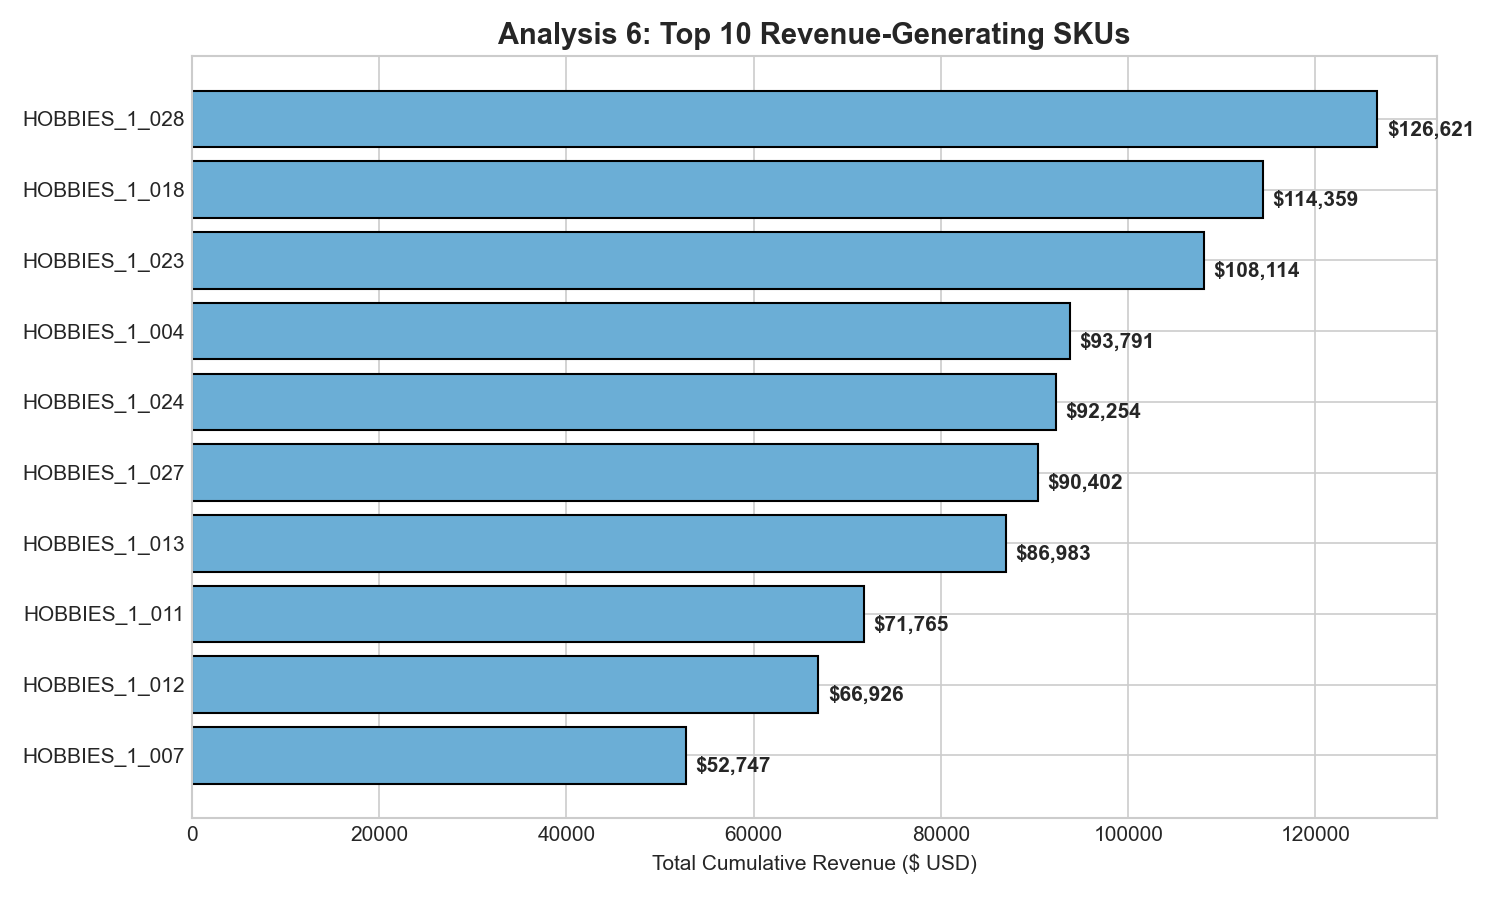 Analysis 6: Top 10 Revenue-Generating SKUs
HOBBIES_1_028 $126,621
HOBBIES_1_018 $114,359
HOBBIES_1_023 $108,114
HOBBIES_1_004 $93,791
HOBBIES_1_024 $92,254
HOBBIES_1_027 $90,402
HOBBIES_1_013 $86,983
HOBBIES_1_011 $71,765
HOBBIES_1_012 $66,926
HOBBIES_1_007 $52,747
0 20000 40000 60000 80000 100000 120000
Total Cumulative Revenue ($ USD)